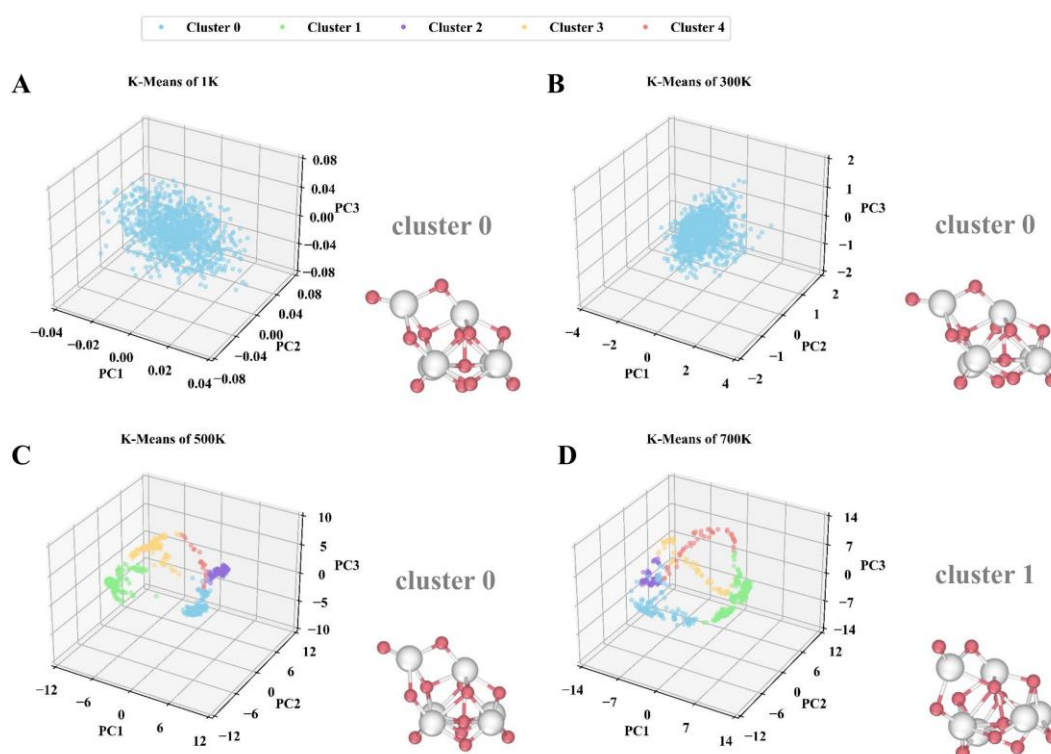 Cluster 0 Cluster 1 Cluster 2 Cluster 3 Cluster 4
A
K-Means of 1K
0.08
0.04
0.00
−0.04
−0.08
PC3
0.08
0.04
0.00
−0.04
−0.08
PC2
−0.04
−0.02
0.00
0.02
0.04
PC1
cluster 0
B
K-Means of 300K
2
1
0
−1
−2
PC3
2
1
0
−1
−2
PC2
−4
−2
0
2
4
PC1
cluster 0
C
K-Means of 500K
10
5
0
−5
−10
PC3
12
6
0
−6
−12
PC2
−12
−6
0
6
12
PC1
cluster 0
D
K-Means of 700K
14
7
0
−7
−14
PC3
12
6
0
−6
−12
PC2
−14
−7
0
7
14
PC1
cluster 1